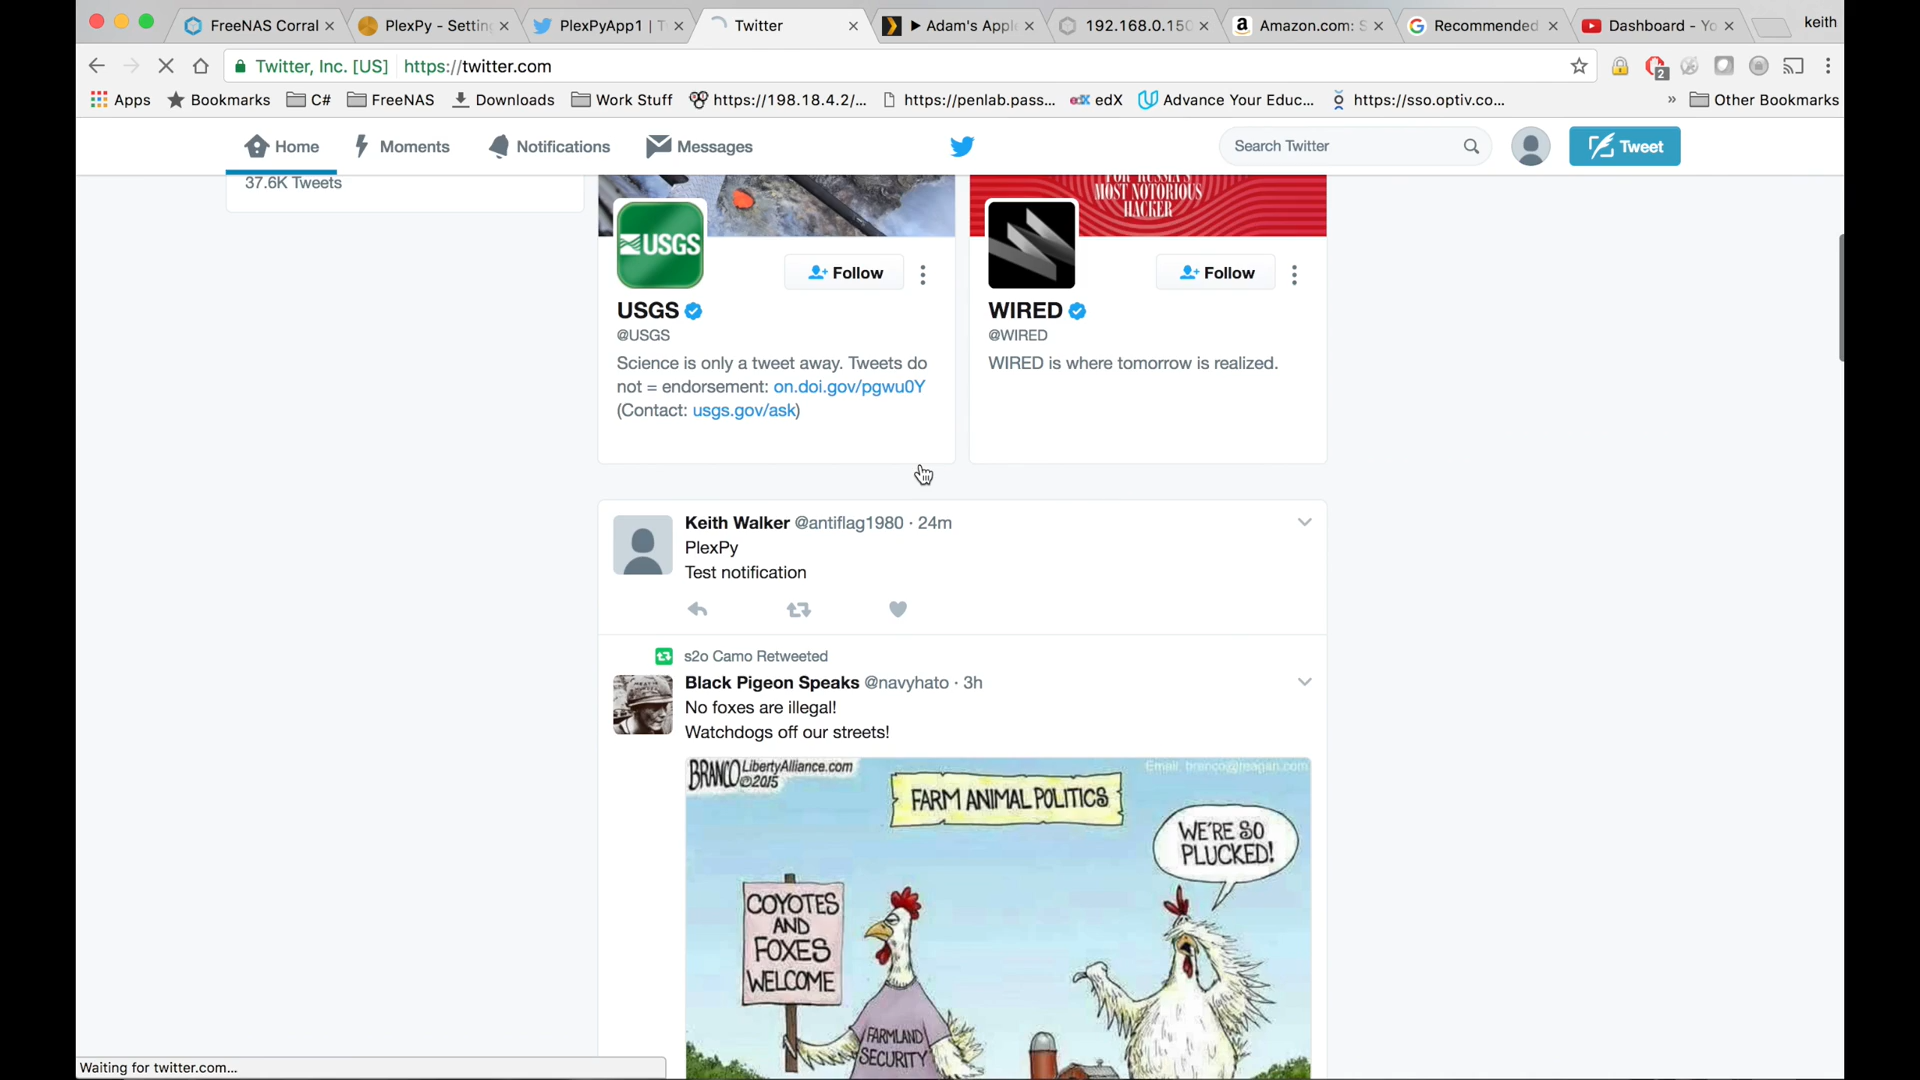 FreeNAS Corral
PlexPy - Setting
PlexPyApp1 | T
Twitter
Adam's Apple
192.168.0.150
Amazon.com: S
Recommended
Dashboard - Yo
keith
Twitter, Inc. [US]
https://twitter.com
2
Apps
Bookmarks
C#
FreeNAS
Downloads
Work Stuff
https://198.18.4.2/...
https://penlab.pass...
edX
Advance Your Educ...
https://sso.optiv.co...
»
Other Bookmarks
Home
Moments
Notifications
Messages
Search Twitter
Tweet
37.6K Tweets
FOR RUSSIA'S
MOST NOTORIOUS
HACKER
USGS
Follow
Follow
USGS
@USGS
Science is only a tweet away. Tweets do
not = endorsement: on.doi.gov/pgwu0Y
(Contact: usgs.gov/ask)
WIRED
@WIRED
WIRED is where tomorrow is realized.
Keith Walker @antiflag1980 · 24m
PlexPy
Test notification
s2o Camo Retweeted
Black Pigeon Speaks @navyhato · 3h
No foxes are illegal!
Watchdogs off our streets!
BRANCO LibertyAlliance.com
©2015
Email: branco@reagan.com
FARM ANIMAL POLITICS
WE'RE SO
PLUCKED!
COYOTES
AND
FOXES
WELCOME
FARMLAND
SECURITY
Waiting for twitter.com...